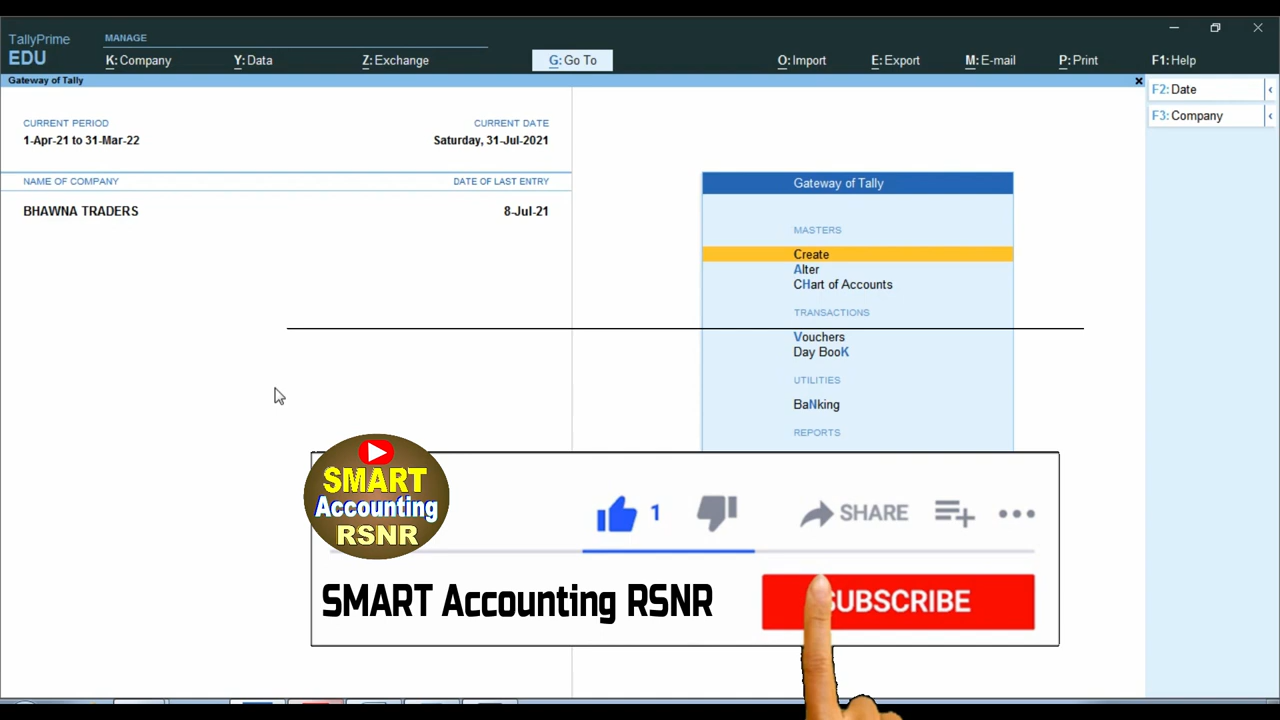 TallyPrime
EDU
MANAGE
K: Company
Y: Data
Z: Exchange
G: Go To
O: Import
E: Export
M: E-mail
P: Print
F1: Help
Gateway of Tally
F2: Date
F3: Company
CURRENT PERIOD
CURRENT DATE
1-Apr-21 to 31-Mar-22
Saturday, 31-Jul-2021
NAME OF COMPANY
DATE OF LAST ENTRY
BHAWNA TRADERS
8-Jul-21
Gateway of Tally
MASTERS
Create
Alter
CHart of Accounts
TRANSACTIONS
Vouchers
Day BooK
UTILITIES
BaNking
REPORTS
SMART
Accounting
RSNR
1
SHARE
SMART Accounting RSNR
SUBSCRIBE